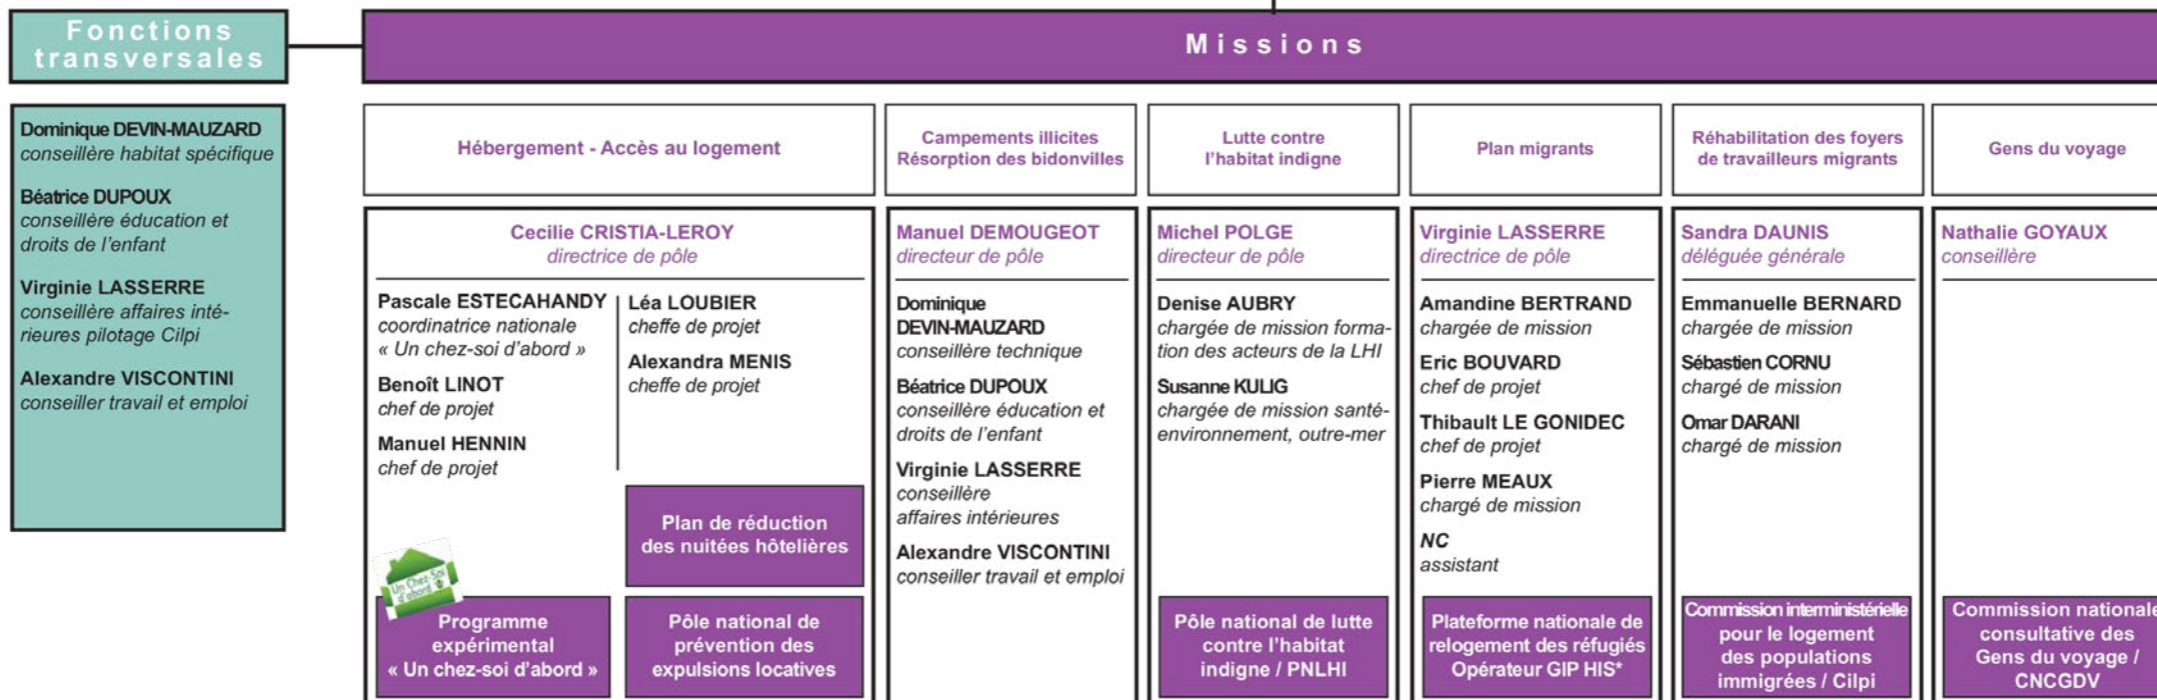 Fonctions
transversales
Missions
Dominique DEVIN-MAUZARD
conseillère habitat spécifique
Béatrice DUPOUX
conseillère éducation et
droits de l'enfant
Virginie LASSERRE
conseillère affaires inté-
rieures pilotage Cilpi
Alexandre VISCONTINI
conseiller travail et emploi
Hébergement - Accès au logement
Cecilie CRISTIA-LEROY
directrice de pôle
Pascale ESTECAHANDY
coordinatrice nationale
« Un chez-soi d'abord »
Benoît LINOT
chef de projet
Manuel HENNIN
chef de projet
Léa LOUBIER
cheffe de projet
Alexandra MENIS
cheffe de projet
Plan de réduction
des nuitées hôtelières
Un Chez-Soi
d'abord
Programme
expérimental
« Un chez-soi d'abord »
Pôle national de
prévention des
expulsions locatives
Campements illicites
Résorption des bidonvilles
Manuel DEMOUGEOT
directeur de pôle
Dominique
DEVIN-MAUZARD
conseillère technique
Béatrice DUPOUX
conseillère éducation et
droits de l'enfant
Virginie LASSERRE
conseillère
affaires intérieures
Alexandre VISCONTINI
conseiller travail et emploi
Lutte contre
l'habitat indigne
Michel POLGE
directeur de pôle
Denise AUBRY
chargée de mission forma-
tion des acteurs de la LHI
Susanne KULIG
chargée de mission santé-
environnement, outre-mer
Pôle national de lutte
contre l'habitat
indigne / PNLHI
Plan migrants
Virginie LASSERRE
directrice de pôle
Amandine BERTRAND
chargée de mission
Eric BOUVARD
chef de projet
Thibault LE GONIDEC
chef de projet
Pierre MEAUX
chargé de mission
NC
assistant
Plateforme nationale de
relogement des réfugiés
Opérateur GIP HIS*
Réhabilitation des foyers
de travailleurs migrants
Sandra DAUNIS
déléguée générale
Emmanuelle BERNARD
chargée de mission
Sébastien CORNU
chargé de mission
Omar DARANI
chargé de mission
Commission interministérielle
pour le logement
des populations
immigrées / Cilpi
Gens du voyage
Nathalie GOYAUX
conseillère
Commission nationale
consultative des
Gens du voyage /
CNCGDV